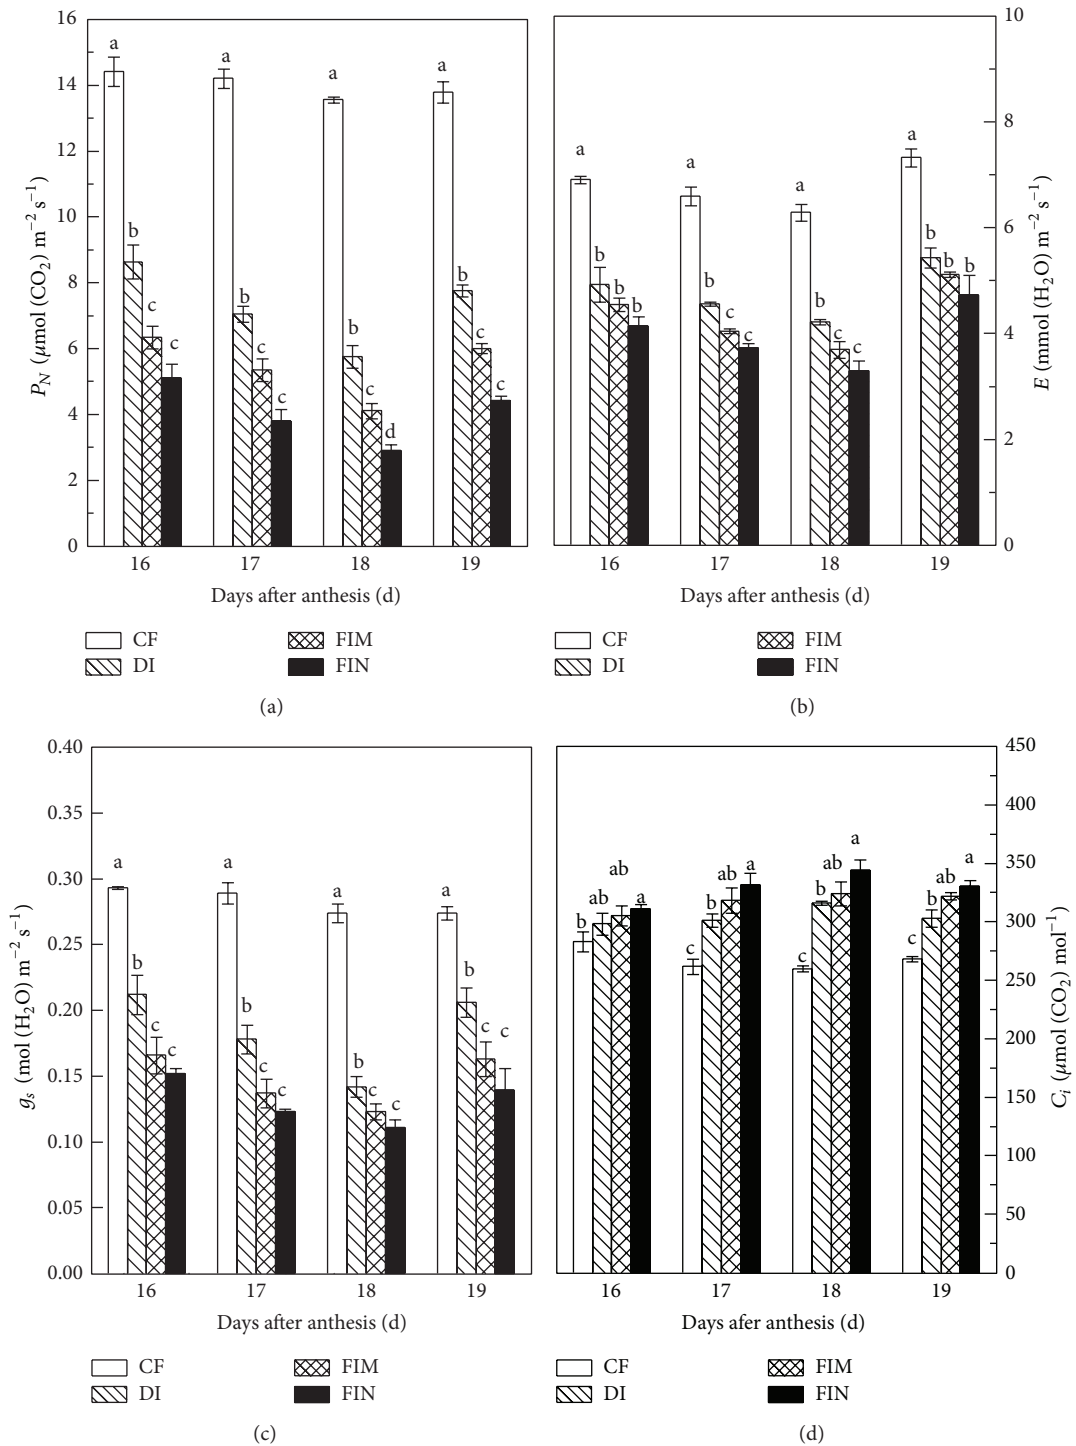 16
14
12
10
8
6
4
2
0
P_N (μmol (CO₂) m⁻² s⁻¹)
a a a a
b b b b
c c c c
c c d c
16 17 18 19
Days after anthesis (d)
CF FIM
DI FIN
(a)
10
8
6
4
2
0
E (mmol (H₂O) m⁻² s⁻¹)
a a a a
b b b b
b c c b
b c c b
16 17 18 19
Days after anthesis (d)
CF FIM
DI FIN
(b)
0.40
0.35
0.30
0.25
0.20
0.15
0.10
0.05
0.00
g_s (mol (H₂O) m⁻² s⁻¹)
a a a a
b b b b
c c c c
c c c c
16 17 18 19
Days after anthesis (d)
CF FIM
DI FIN
(c)
450
400
350
300
250
200
150
100
50
0
C_i (μmol (CO₂) mol⁻¹)
b c c c
ab b b b
ab ab ab ab
a a a a
16 17 18 19
Days afer anthesis (d)
CF FIM
DI FIN
(d)